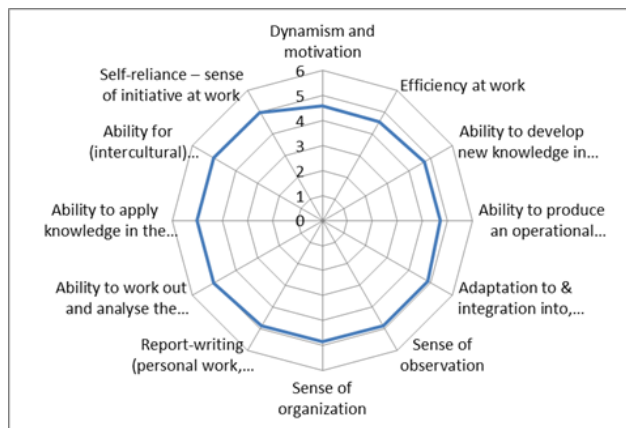 Dynamism and
motivation
6
5
4
3
2
1
0
Efficiency at work
Ability to develop
new knowledge in...
Ability to produce
an operational...
Adaptation to &
integration into,...
Sense of
observation
Sense of
organization
Report-writing
(personal work,...
Ability to work out
and analyse the...
Ability to apply
knowledge in the...
Ability for
(intercultural)...
Self-reliance – sense
of initiative at work